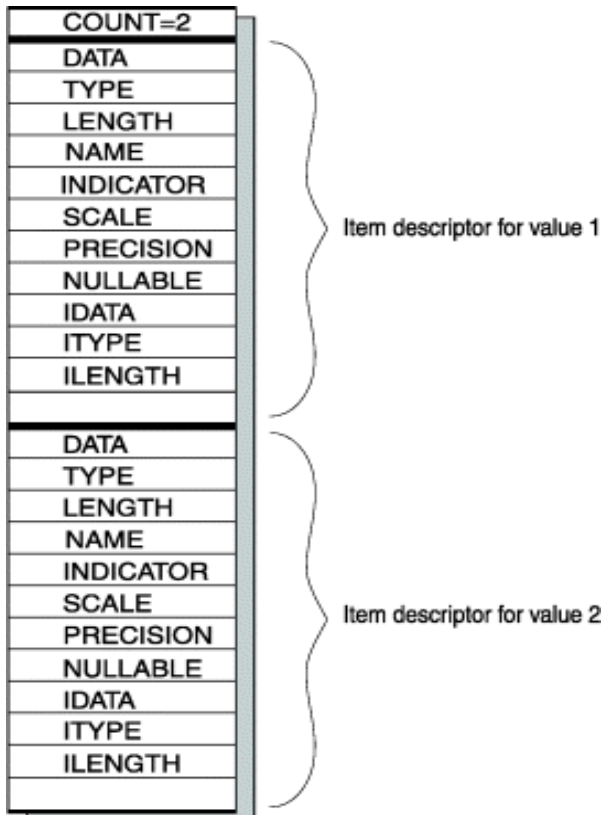 COUNT=2
DATA
TYPE
LENGTH
NAME
INDICATOR
SCALE
PRECISION
NULLABLE
IDATA
ITYPE
ILENGTH
Item descriptor for value 1
DATA
TYPE
LENGTH
NAME
INDICATOR
SCALE
PRECISION
NULLABLE
IDATA
ITYPE
ILENGTH
Item descriptor for value 2